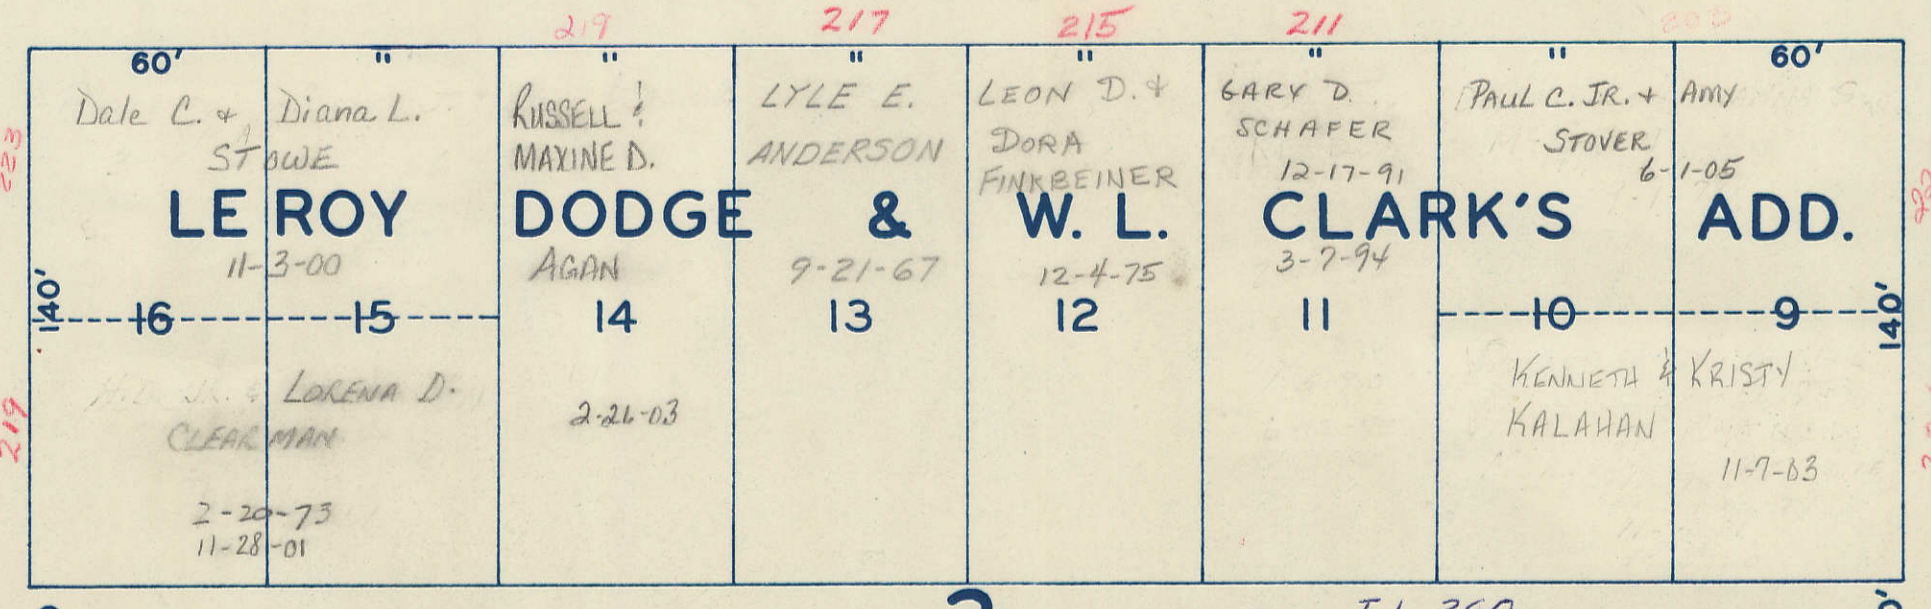 219 217 215 211
60' " " " " " " 60'
Dale C. & Diana L.
STOWE
RUSSELL &
MAXINE D.
LYLE E.
ANDERSON
LEON D. &
DORA
FINKBEINER
GARY D.
SCHAFER
12-17-91
PAUL C. JR. & AMY
STOVER
6-1-05
223
LE ROY DODGE & W. L. CLARK'S ADD.
11-3-00
AGAN
9-21-67
12-4-75
3-7-94
140' 16 15 14 13 12 11 10 9 140'
219
JR. & LORENA D.
CLEARMAN
2-20-73
11-28-01
2-26-03
KENNETH & KRISTY
KALAHAN
11-7-03